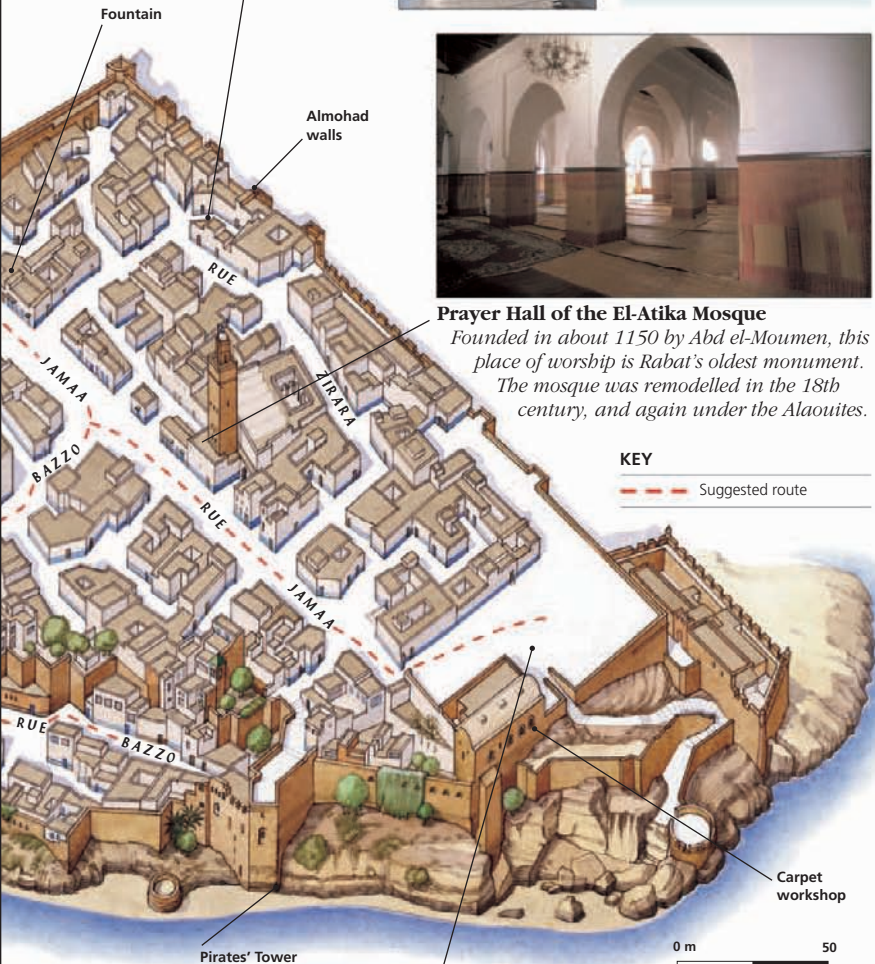 Fountain
Almohad
walls
RUE
ZIRARA
Prayer Hall of the El-Atika Mosque
Founded in about 1150 by Abd el-Moumen, this
place of worship is Rabat’s oldest monument.
The mosque was remodelled in the 18th
century, and again under the Alaouites.
JAMAA
BAZZO
RUE
JAMAA
KEY
Suggested route
RUE
BAZZO
Carpet
workshop
Pirates’ Tower
0 m
50